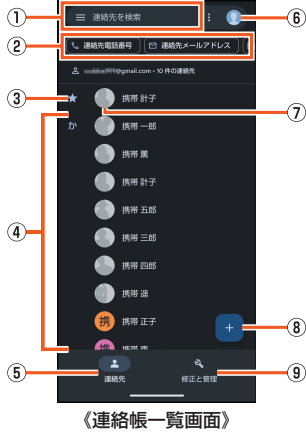 ①
連絡先を検索
⑥
②
連絡先電話番号
連絡先メールアドレス
@gmail.com・10 件の連絡先
③
★
携帯 計子
⑦
か
携帯 一郎
携帯 薫
携帯 計子
携帯 五郎
④
携帯 三郎
携帯 四郎
携帯 遥
携
携帯 正子
＋
⑧
携
携帯 恵
⑤
連絡先
修正と管理
⑨
《連絡帳一覧画面》